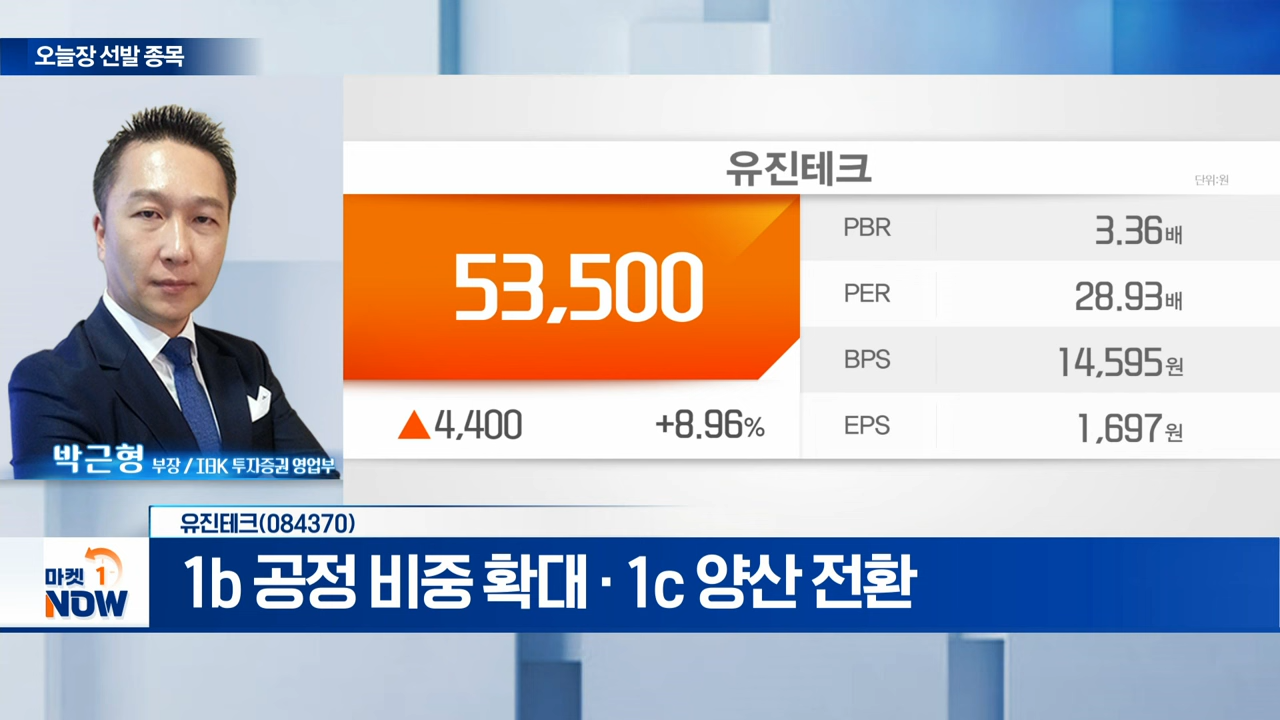 오늘장 선발 종목
유진테크
단위:원
53,500
▲4,400 +8.96%
PBR 3.36배
PER 28.93배
BPS 14,595원
EPS 1,697원
박근형 부장 / IBK 투자증권 영업부
유진테크(084370)
마켓 1
NOW
1b 공정 비중 확대·1c 양산 전환